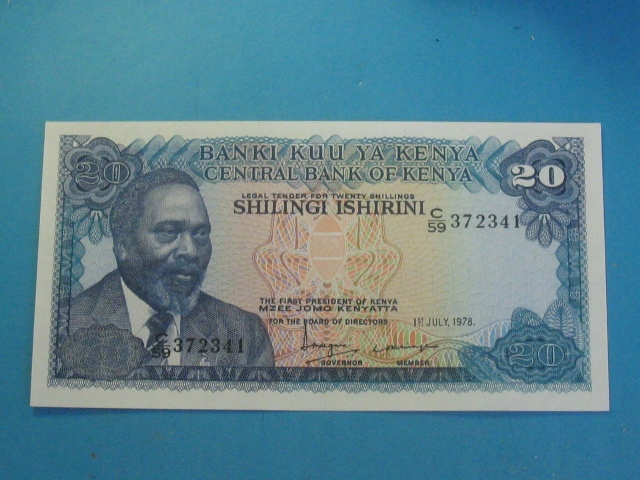 20
BANKI KUU YA KENYA
CENTRAL BANK OF KENYA
20
LEGAL TENDER FOR TWENTY SHILLINGS
SHILINGI ISHIRINI
C/59 372341
THE FIRST PRESIDENT OF KENYA
MZEE JOMO KENYATTA
FOR THE BOARD OF DIRECTORS
1ST JULY, 1978.
C/59 372341
GOVERNOR
MEMBER
20